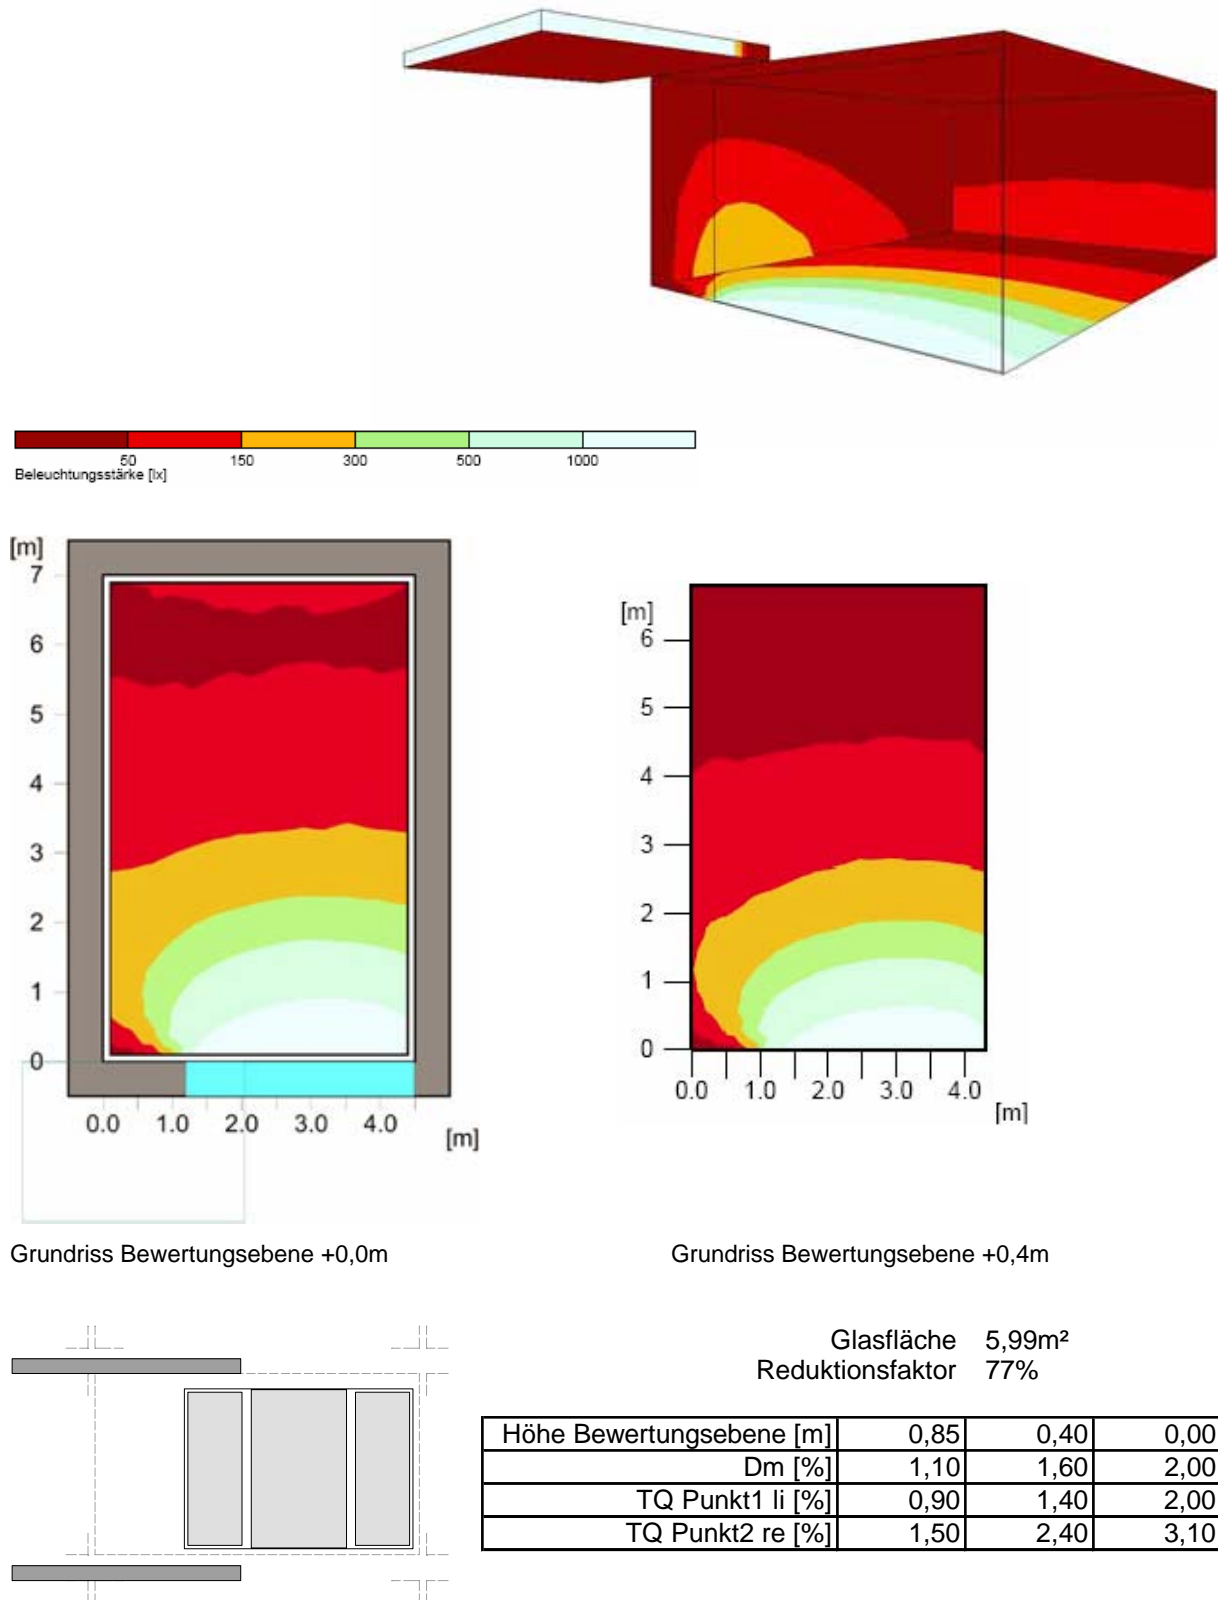 50 150 300 500 1000
Beleuchtungsstärke [lx]
[m]
7
6
5
4
3
2
1
0
0.0 1.0 2.0 3.0 4.0
[m]
[m]
6
5
4
3
2
1
0
0.0 1.0 2.0 3.0 4.0
[m]
Grundriss Bewertungsebene +0,0m
Grundriss Bewertungsebene +0,4m
Glasfläche 5,99m²
Reduktionsfaktor 77%
Höhe Bewertungsebene [m] 0,85 0,40 0,00
Dm [%] 1,10 1,60 2,00
TQ Punkt1 li [%] 0,90 1,40 2,00
TQ Punkt2 re [%] 1,50 2,40 3,10